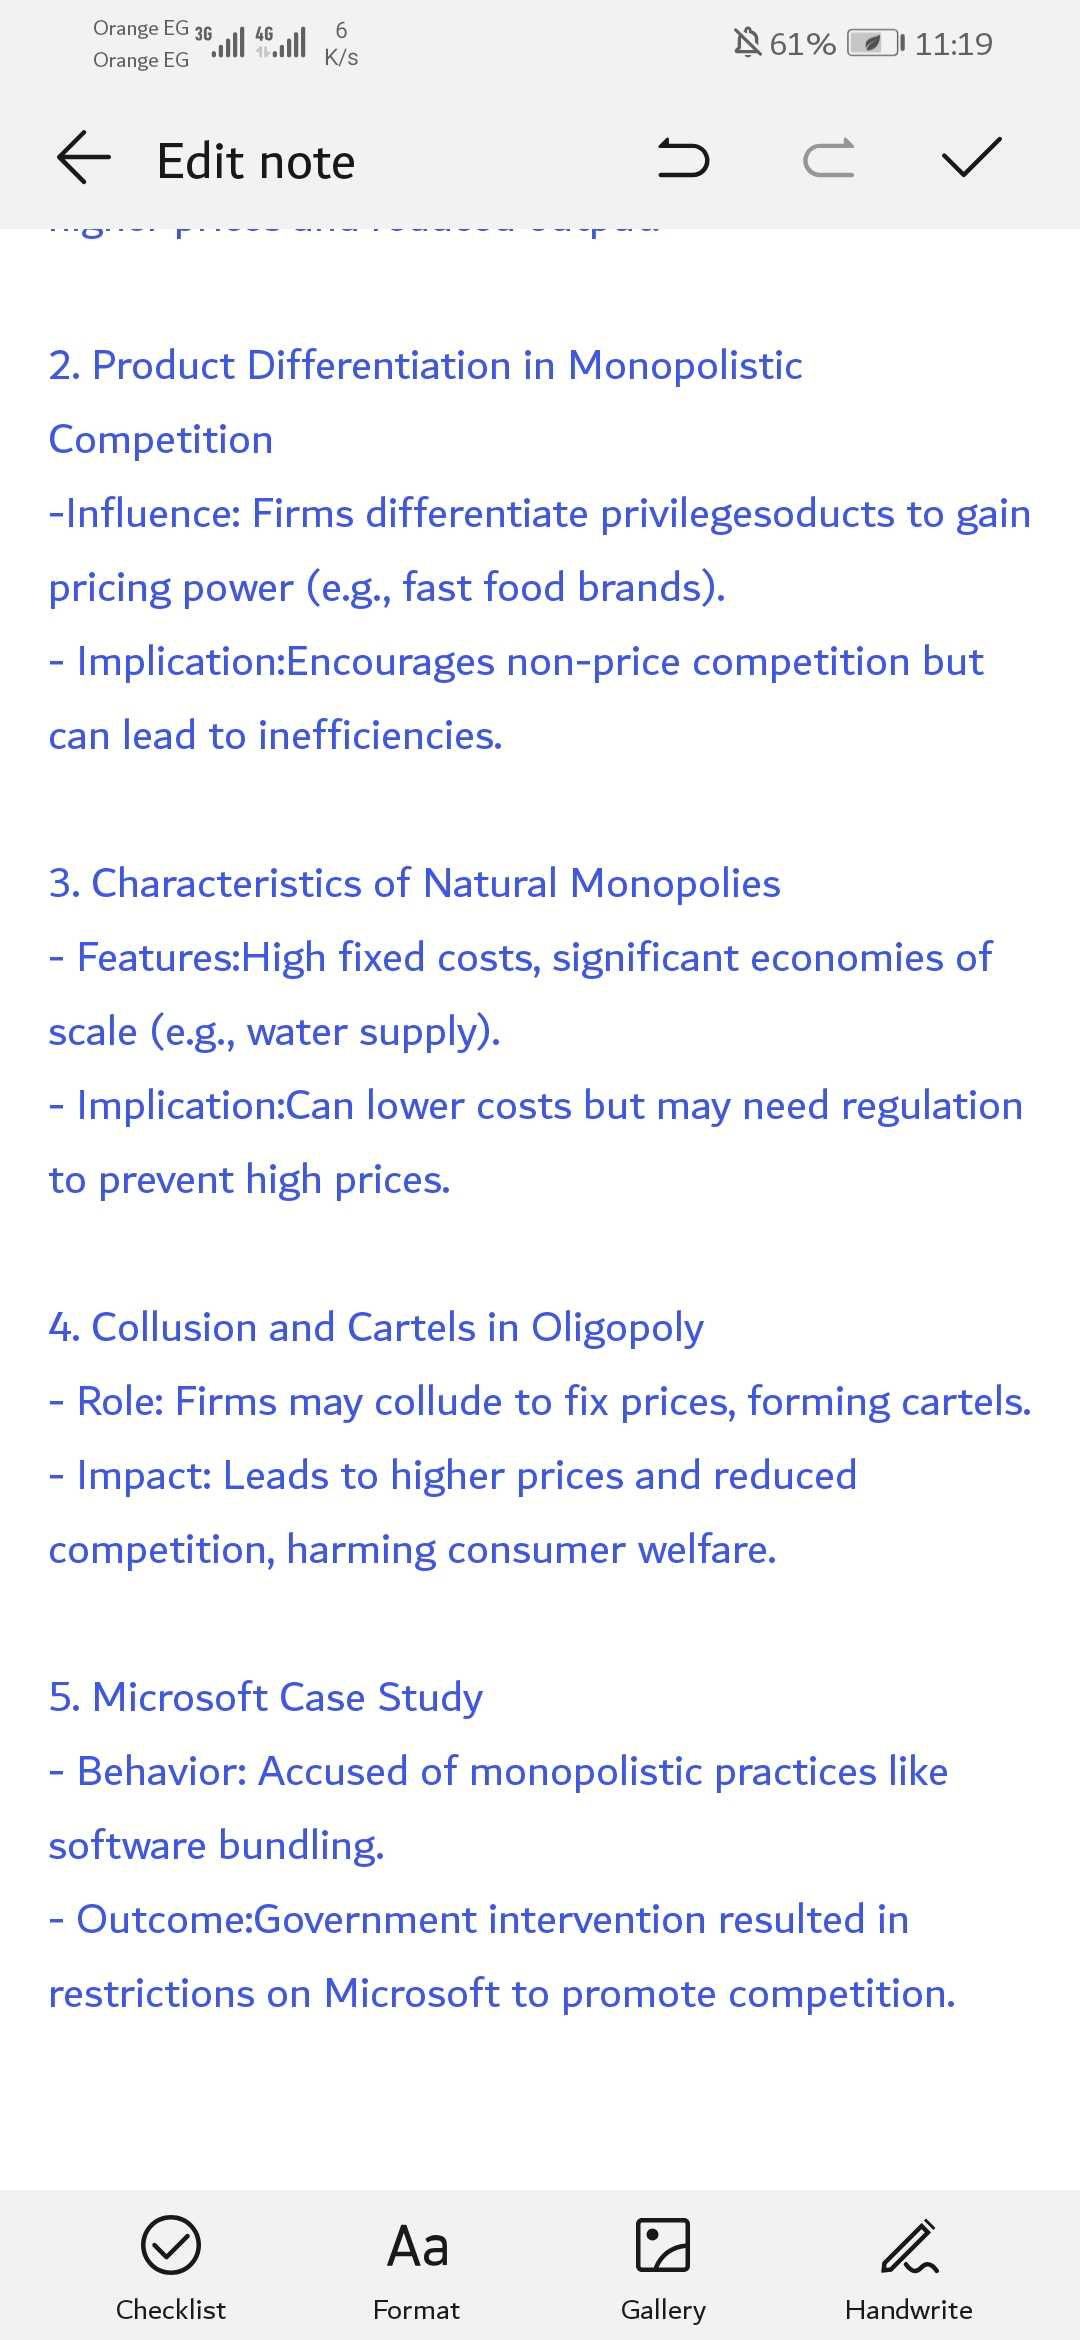 Orange EG 3G 4G 6 61% 11:19
Orange EG K/s
Edit note
higher prices and reduced output.
2. Product Differentiation in Monopolistic
Competition
-Influence: Firms differentiate privilegesoducts to gain
pricing power (e.g., fast food brands).
- Implication:Encourages non-price competition but
can lead to inefficiencies.
3. Characteristics of Natural Monopolies
- Features:High fixed costs, significant economies of
scale (e.g., water supply).
- Implication:Can lower costs but may need regulation
to prevent high prices.
4. Collusion and Cartels in Oligopoly
- Role: Firms may collude to fix prices, forming cartels.
- Impact: Leads to higher prices and reduced
competition, harming consumer welfare.
5. Microsoft Case Study
- Behavior: Accused of monopolistic practices like
software bundling.
- Outcome:Government intervention resulted in
restrictions on Microsoft to promote competition.
Checklist
Aa
Format
Gallery
Handwrite